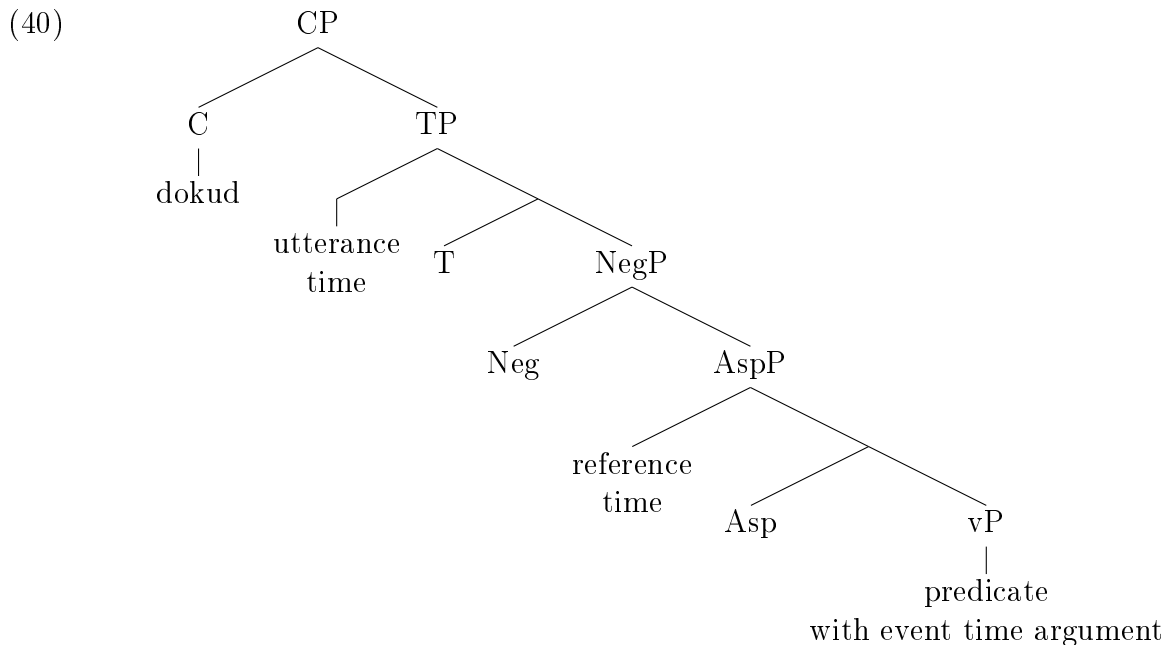 (40) CP
C TP
dokud
utterance
time
T NegP
Neg AspP
reference
time
Asp vP
predicate
with event time argument